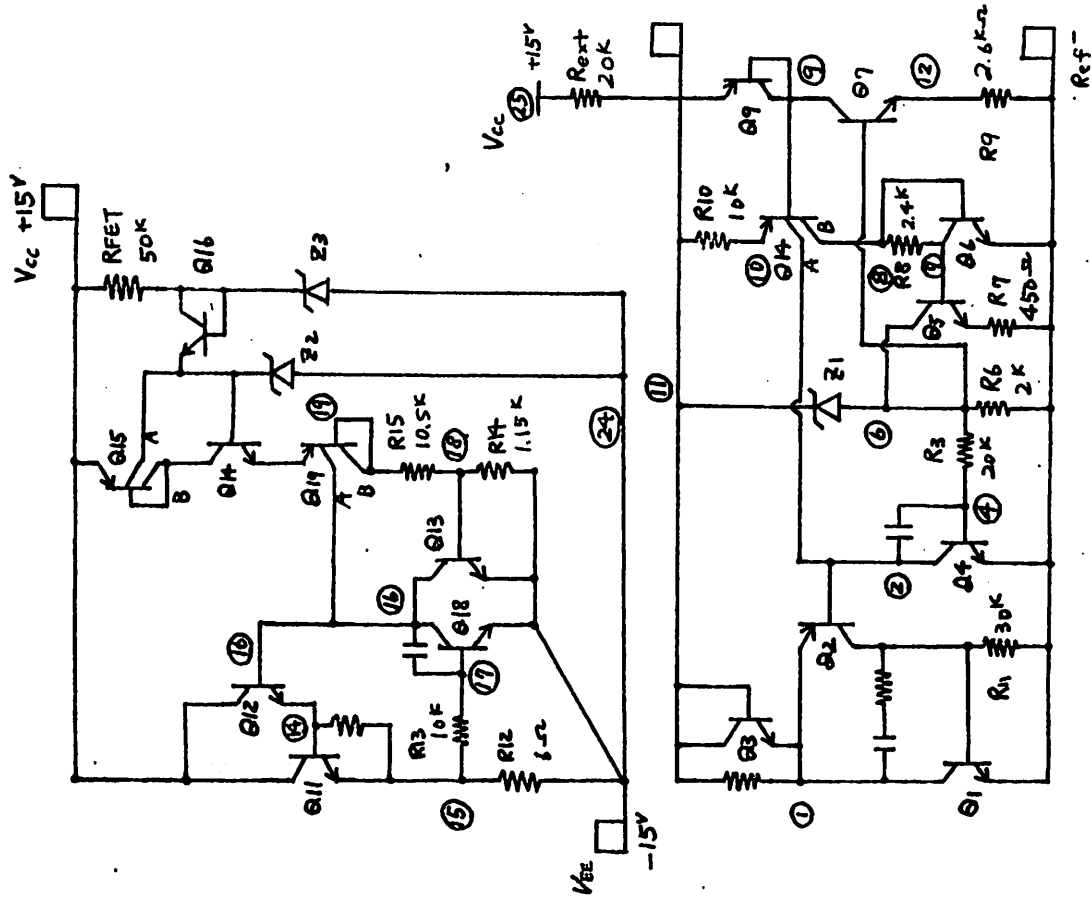 Vcc +15V
RFET
50K
Q16
Z3
Q15
A
B
Z2
Q14
Q19
A
B
19
R15
10.5K
18
R14
1.15K
24
Q13
16
Q18
17
10
Q12
14
Q11
R13
10K
15
R12
6Ω
VEE
-15V
Vcc
25
+15V
Rext
20K
11
R10
10K
10
Q14
A
B
Q9
9
Q7
12
R9
2.6KΩ
Z1
6
8
R8
2.4K
7
Q5
Q6
R7
450Ω
R6
2K
R3
20K
4
2
Q4
Q2
Q3
1
Q1
R11
30K
Ref-